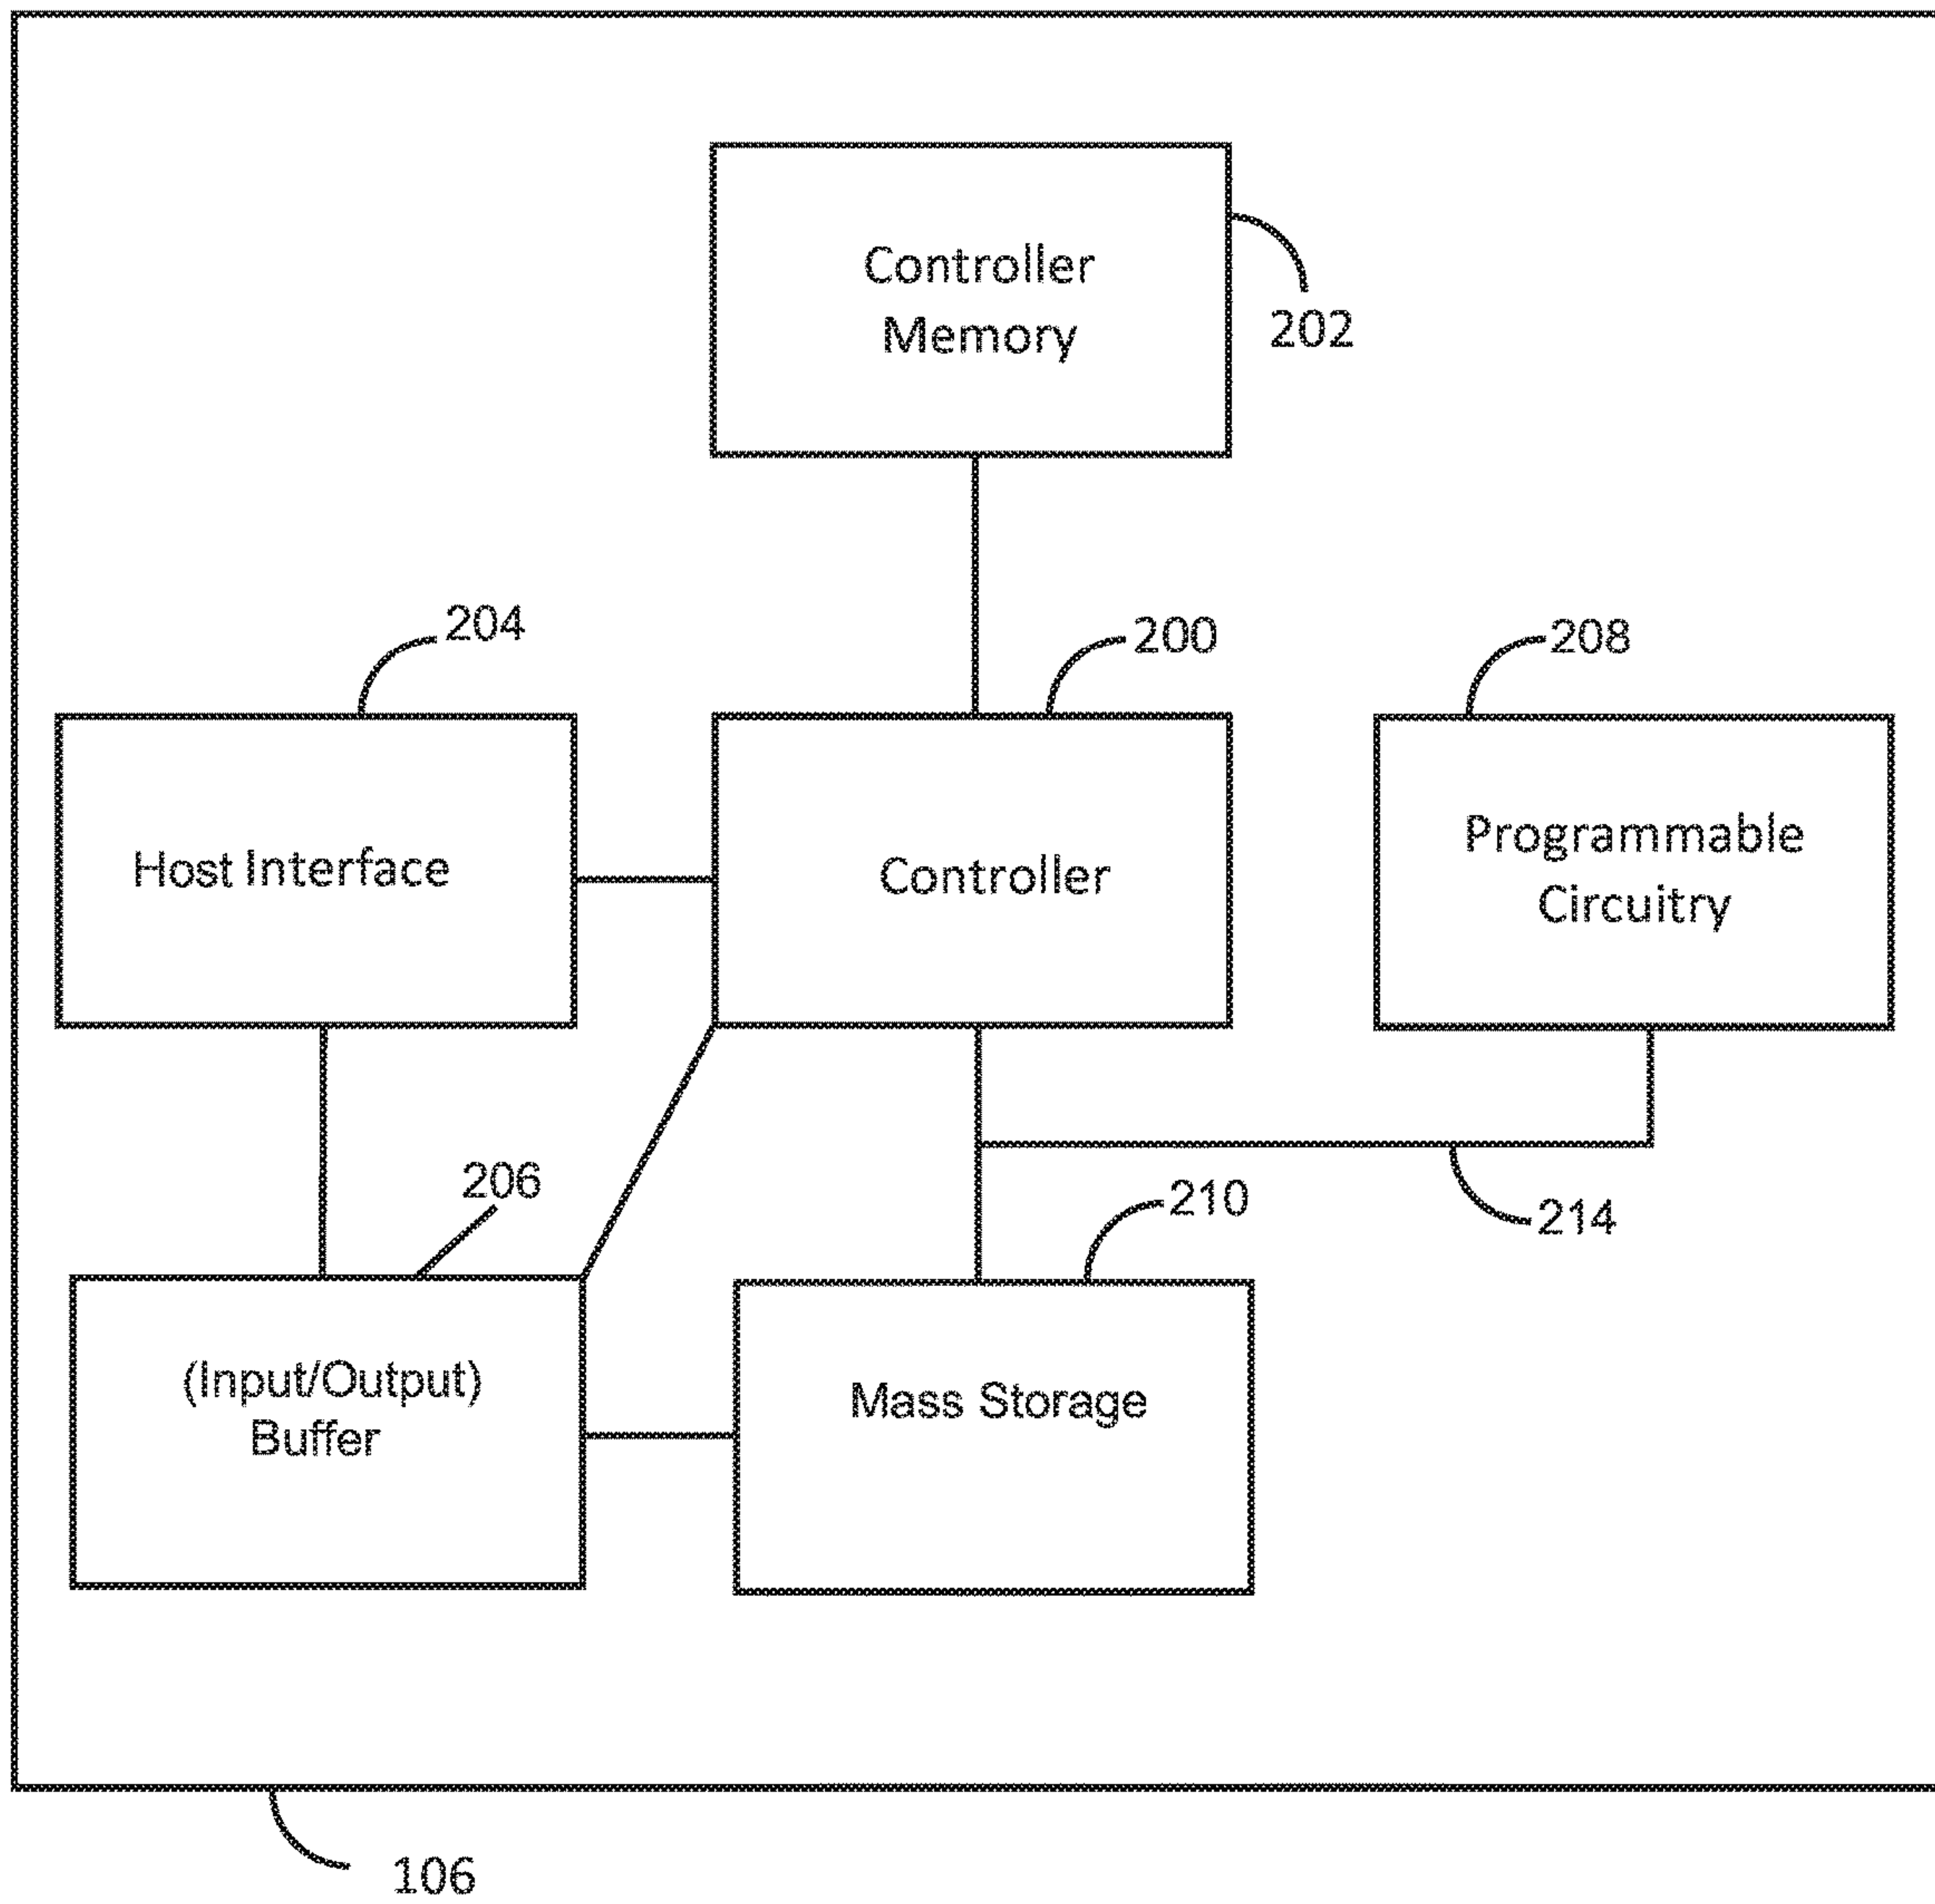 Controller
Memory
202
204
200
208
Host Interface
Controller
Programmable
Circuitry
206
210
214
(Input/Output)
Buffer
Mass Storage
106